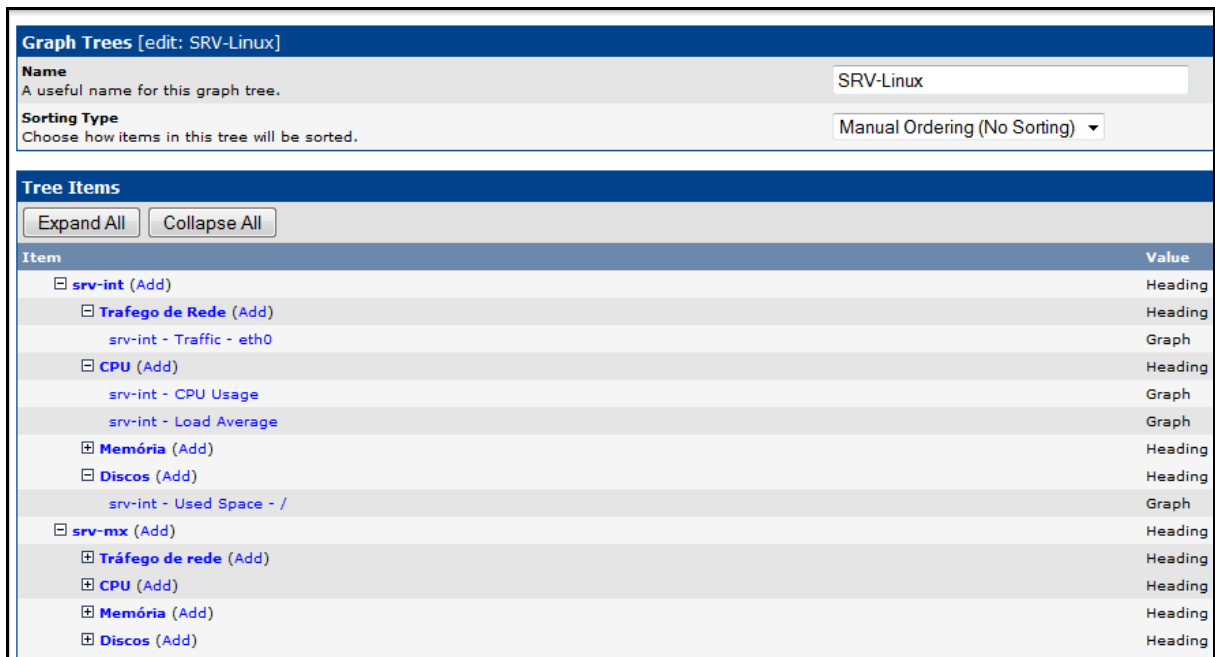 Graph Trees [edit: SRV-Linux]
Name
A useful name for this graph tree.
SRV-Linux
Sorting Type
Choose how items in this tree will be sorted.
Manual Ordering (No Sorting)
Tree Items
Expand All Collapse All
Item Value
srv-int (Add) Heading
Trafego de Rede (Add) Heading
srv-int - Traffic - eth0 Graph
CPU (Add) Heading
srv-int - CPU Usage Graph
srv-int - Load Average Graph
Memória (Add) Heading
Discos (Add) Heading
srv-int - Used Space - / Graph
srv-mx (Add) Heading
Tráfego de rede (Add) Heading
CPU (Add) Heading
Memória (Add) Heading
Discos (Add) Heading